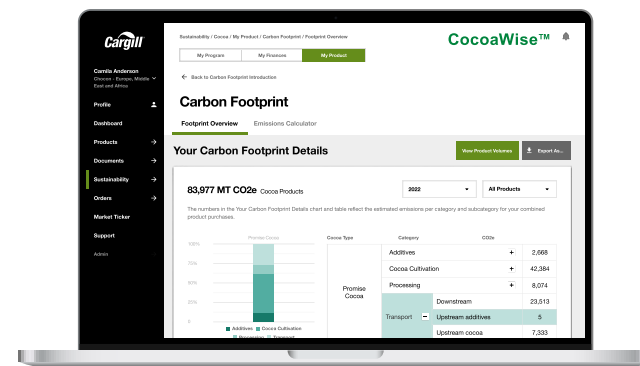 Cargill
Camila Anderson
Chocen - Europe, Middle
East and Africa
Profile
Dashboard
Products
Documents
Sustainability
Orders
Market Ticker
Support
Admin
Sustainability / Cocoa / My Product / Carbon Footprint / Footprint Overview
CocoaWise™
My Program
My Finances
My Product
Back to Carbon Footprint Introduction
Carbon Footprint
Footprint Overview
Emissions Calculator
Your Carbon Footprint Details
View Product Volumes
Export As...
83,977 MT CO2e Cocoa Products
2022
All Products
The numbers in the Your Carbon Footprint Details chart and table reflect the estimated emissions per category and subcategory for your combined
product purchases.
Promise Cocoa
100%
75%
50%
25%
0
Additives
Cocoa Cultivation
Processing
Transport
Cocoa Type
Category
CO2e
Promise
Cocoa
Additives + 2,668
Cocoa Cultivation + 42,384
Processing + 8,074
Transport
Downstream 23,513
Upstream additives 5
Upstream cocoa 7,333